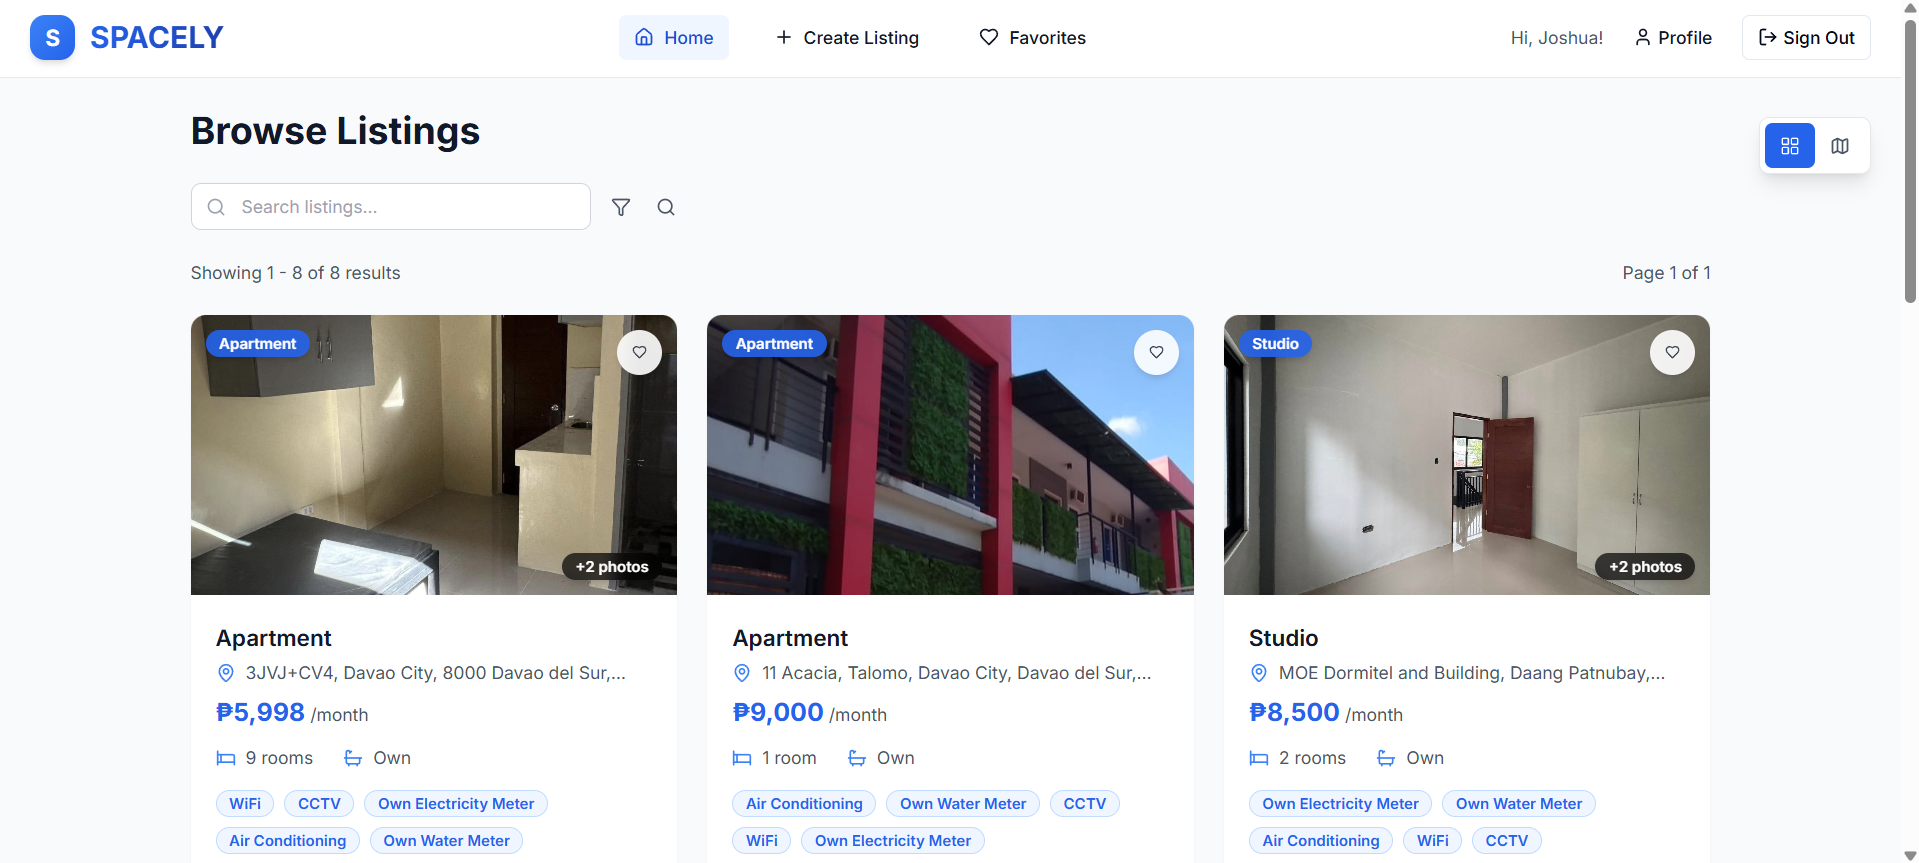 S SPACELY Home Create Listing Favorites Hi, Joshua! Profile Sign Out
Browse Listings
Search listings...
Showing 1 - 8 of 8 results Page 1 of 1
Apartment
+2 photos
Apartment
3JVJ+CV4, Davao City, 8000 Davao del Sur,...
₱5,998 /month
9 rooms Own
WiFi CCTV Own Electricity Meter
Air Conditioning Own Water Meter
Apartment
Apartment
11 Acacia, Talomo, Davao City, Davao del Sur,...
₱9,000 /month
1 room Own
Air Conditioning Own Water Meter CCTV
WiFi Own Electricity Meter
Studio
+2 photos
Studio
MOE Dormitel and Building, Daang Patnubay,...
₱8,500 /month
2 rooms Own
Own Electricity Meter Own Water Meter
Air Conditioning WiFi CCTV